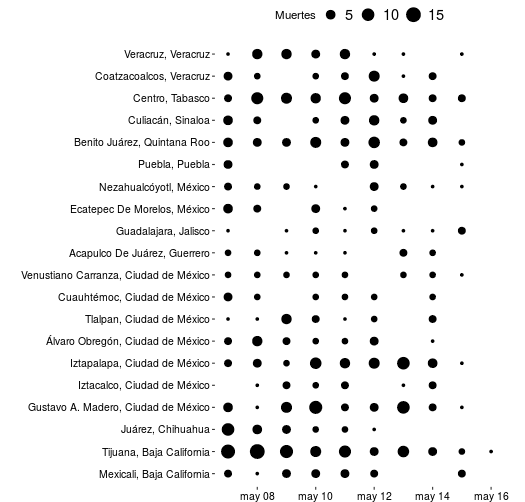 Muertes 5 10 15
Veracruz, Veracruz
Coatzacoalcos, Veracruz
Centro, Tabasco
Culiacán, Sinaloa
Benito Juárez, Quintana Roo
Puebla, Puebla
Nezahualcóyotl, México
Ecatepec De Morelos, México
Guadalajara, Jalisco
Acapulco De Juárez, Guerrero
Venustiano Carranza, Ciudad de México
Cuauhtémoc, Ciudad de México
Tlalpan, Ciudad de México
Álvaro Obregón, Ciudad de México
Iztapalapa, Ciudad de México
Iztacalco, Ciudad de México
Gustavo A. Madero, Ciudad de México
Juárez, Chihuahua
Tijuana, Baja California
Mexicali, Baja California
may 08 may 10 may 12 may 14 may 16